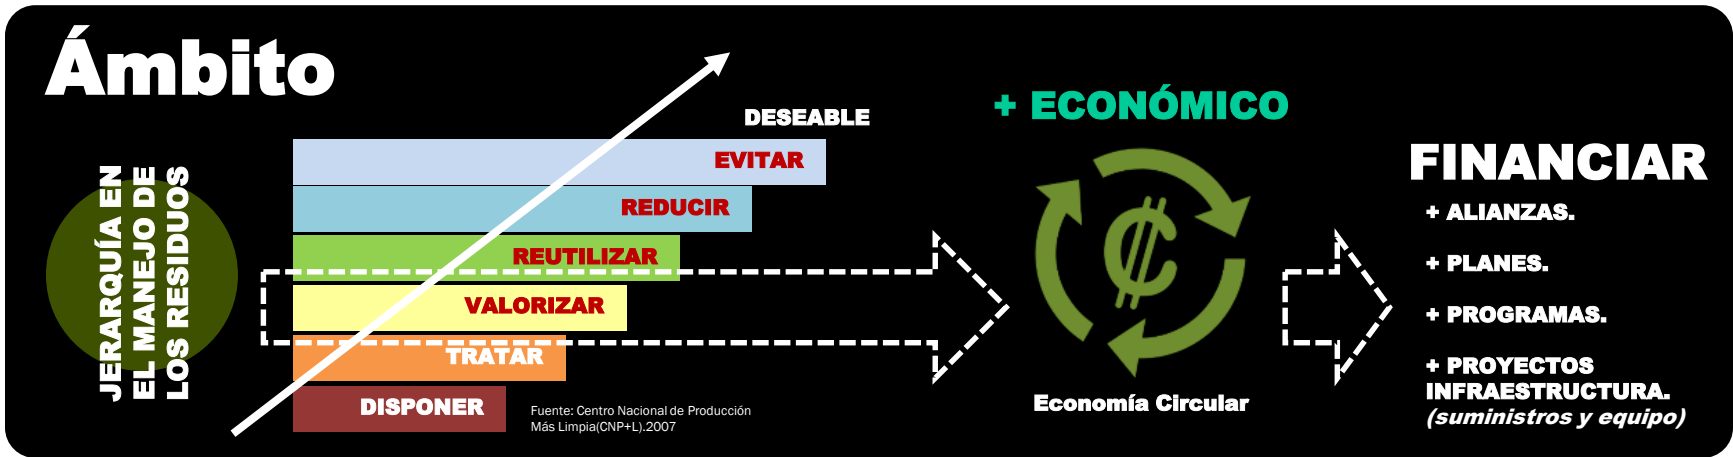 Ámbito
JERARQUÍA EN
EL MANEJO DE
LOS RESIDUOS
DESEABLE
EVITAR
REDUCIR
REUTILIZAR
VALORIZAR
TRATAR
DISPONER
Fuente: Centro Nacional de Producción
Más Limpia(CNP+L).2007
+ ECONÓMICO
₡
Economía Circular
FINANCIAR
+ ALIANZAS.
+ PLANES.
+ PROGRAMAS.
+ PROYECTOS
INFRAESTRUCTURA.
(suministros y equipo)